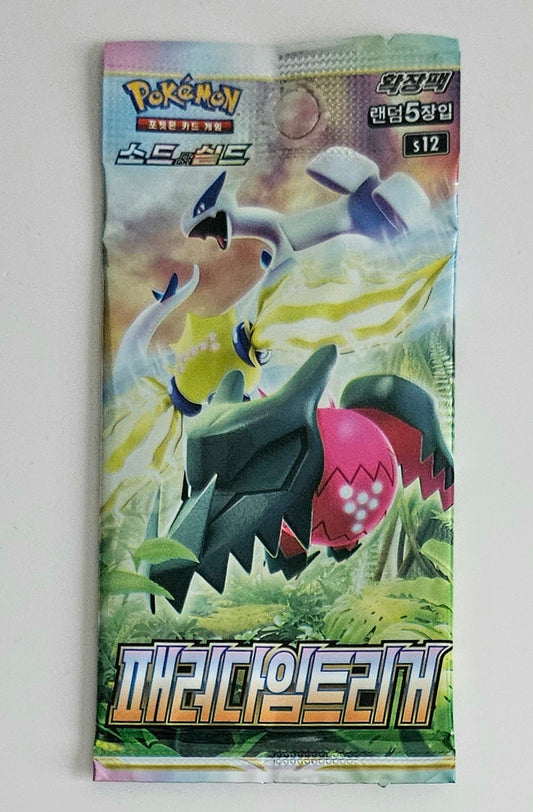 POKéMON
포켓몬 카드 게임
소드&실드
확장팩
랜덤5장입
s12
패러다임트리거